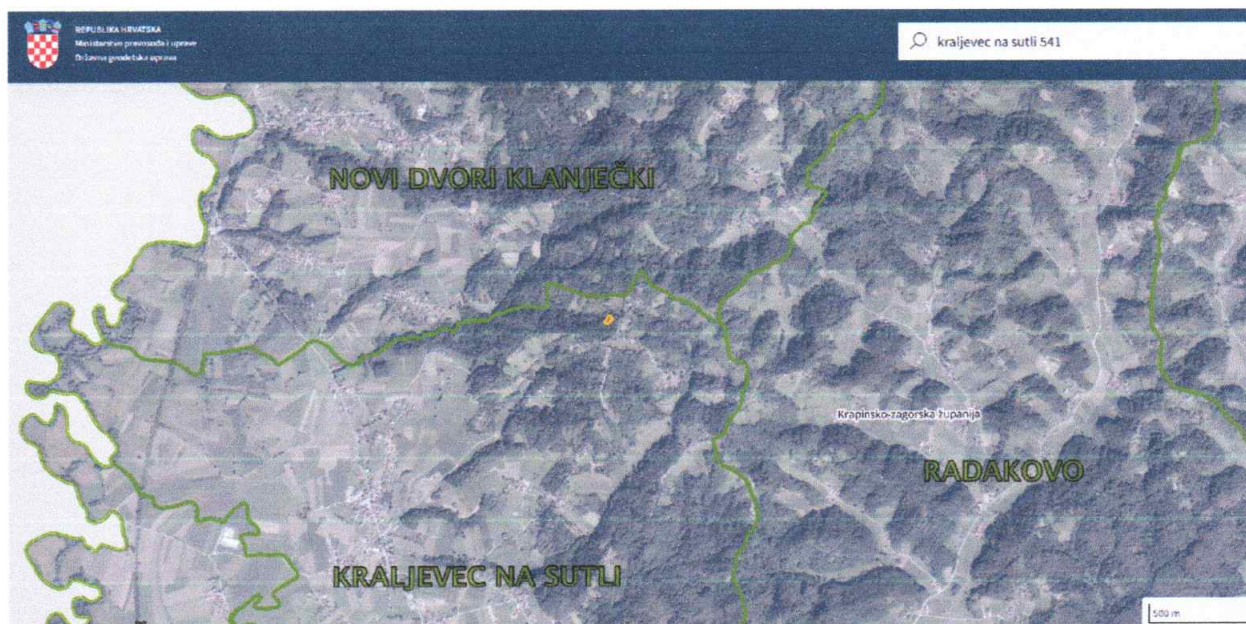 REPUBLIKA HRVATSKA
Ministarstvo pravosuđa i uprave
Državna geodetska uprava
kraljevec na sutli 541
NOVI DVORI KLANJEČKI
Krapinsko-zagorska županija
RADAKOVO
KRALJEVEC NA SUTLI
500 m